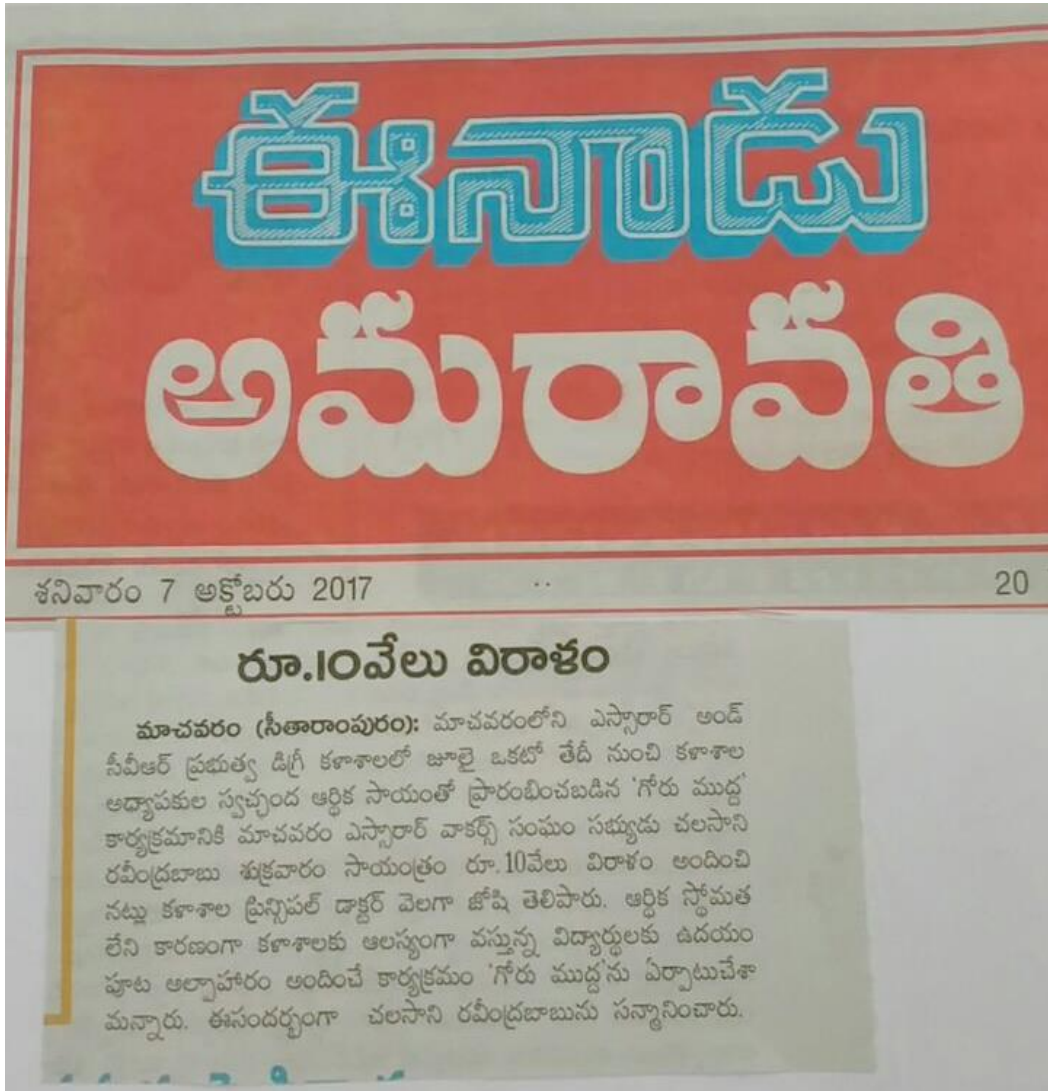 ఈనాడు
అమరావతి
శనివారం 7 అక్టోబరు 2017 .. 20
రూ.10వేలు విరాళం
మాచవరం (సీతారాంపురం): మాచవరంలోని ఎస్సారార్ అండ్
సీవీఆర్ ప్రభుత్వ డిగ్రీ కళాశాలలో జూలై ఒకటో తేదీ నుంచి కళాశాల
అధ్యాపకుల స్వచ్ఛంద ఆర్థిక సాయంతో ప్రారంభించబడిన 'గోరు ముద్ద'
కార్యక్రమానికి మాచవరం ఎస్సారార్ వాకర్స్ సంఘం సభ్యుడు చలసాని
రవీంద్రబాబు శుక్రవారం సాయంత్రం రూ.10వేలు విరాళం అందించి
నట్లు కళాశాల ప్రిన్సిపల్ డాక్టర్ వెలగా జోషి తెలిపారు. ఆర్థిక స్తోమత
లేని కారణంగా కళాశాలకు ఆలస్యంగా వస్తున్న విద్యార్థులకు ఉదయం
పూట అల్పాహారం అందించే కార్యక్రమం 'గోరు ముద్ద'ను ఏర్పాటుచేశా
మన్నారు. ఈసందర్భంగా చలసాని రవీంద్రబాబును సన్మానించారు.